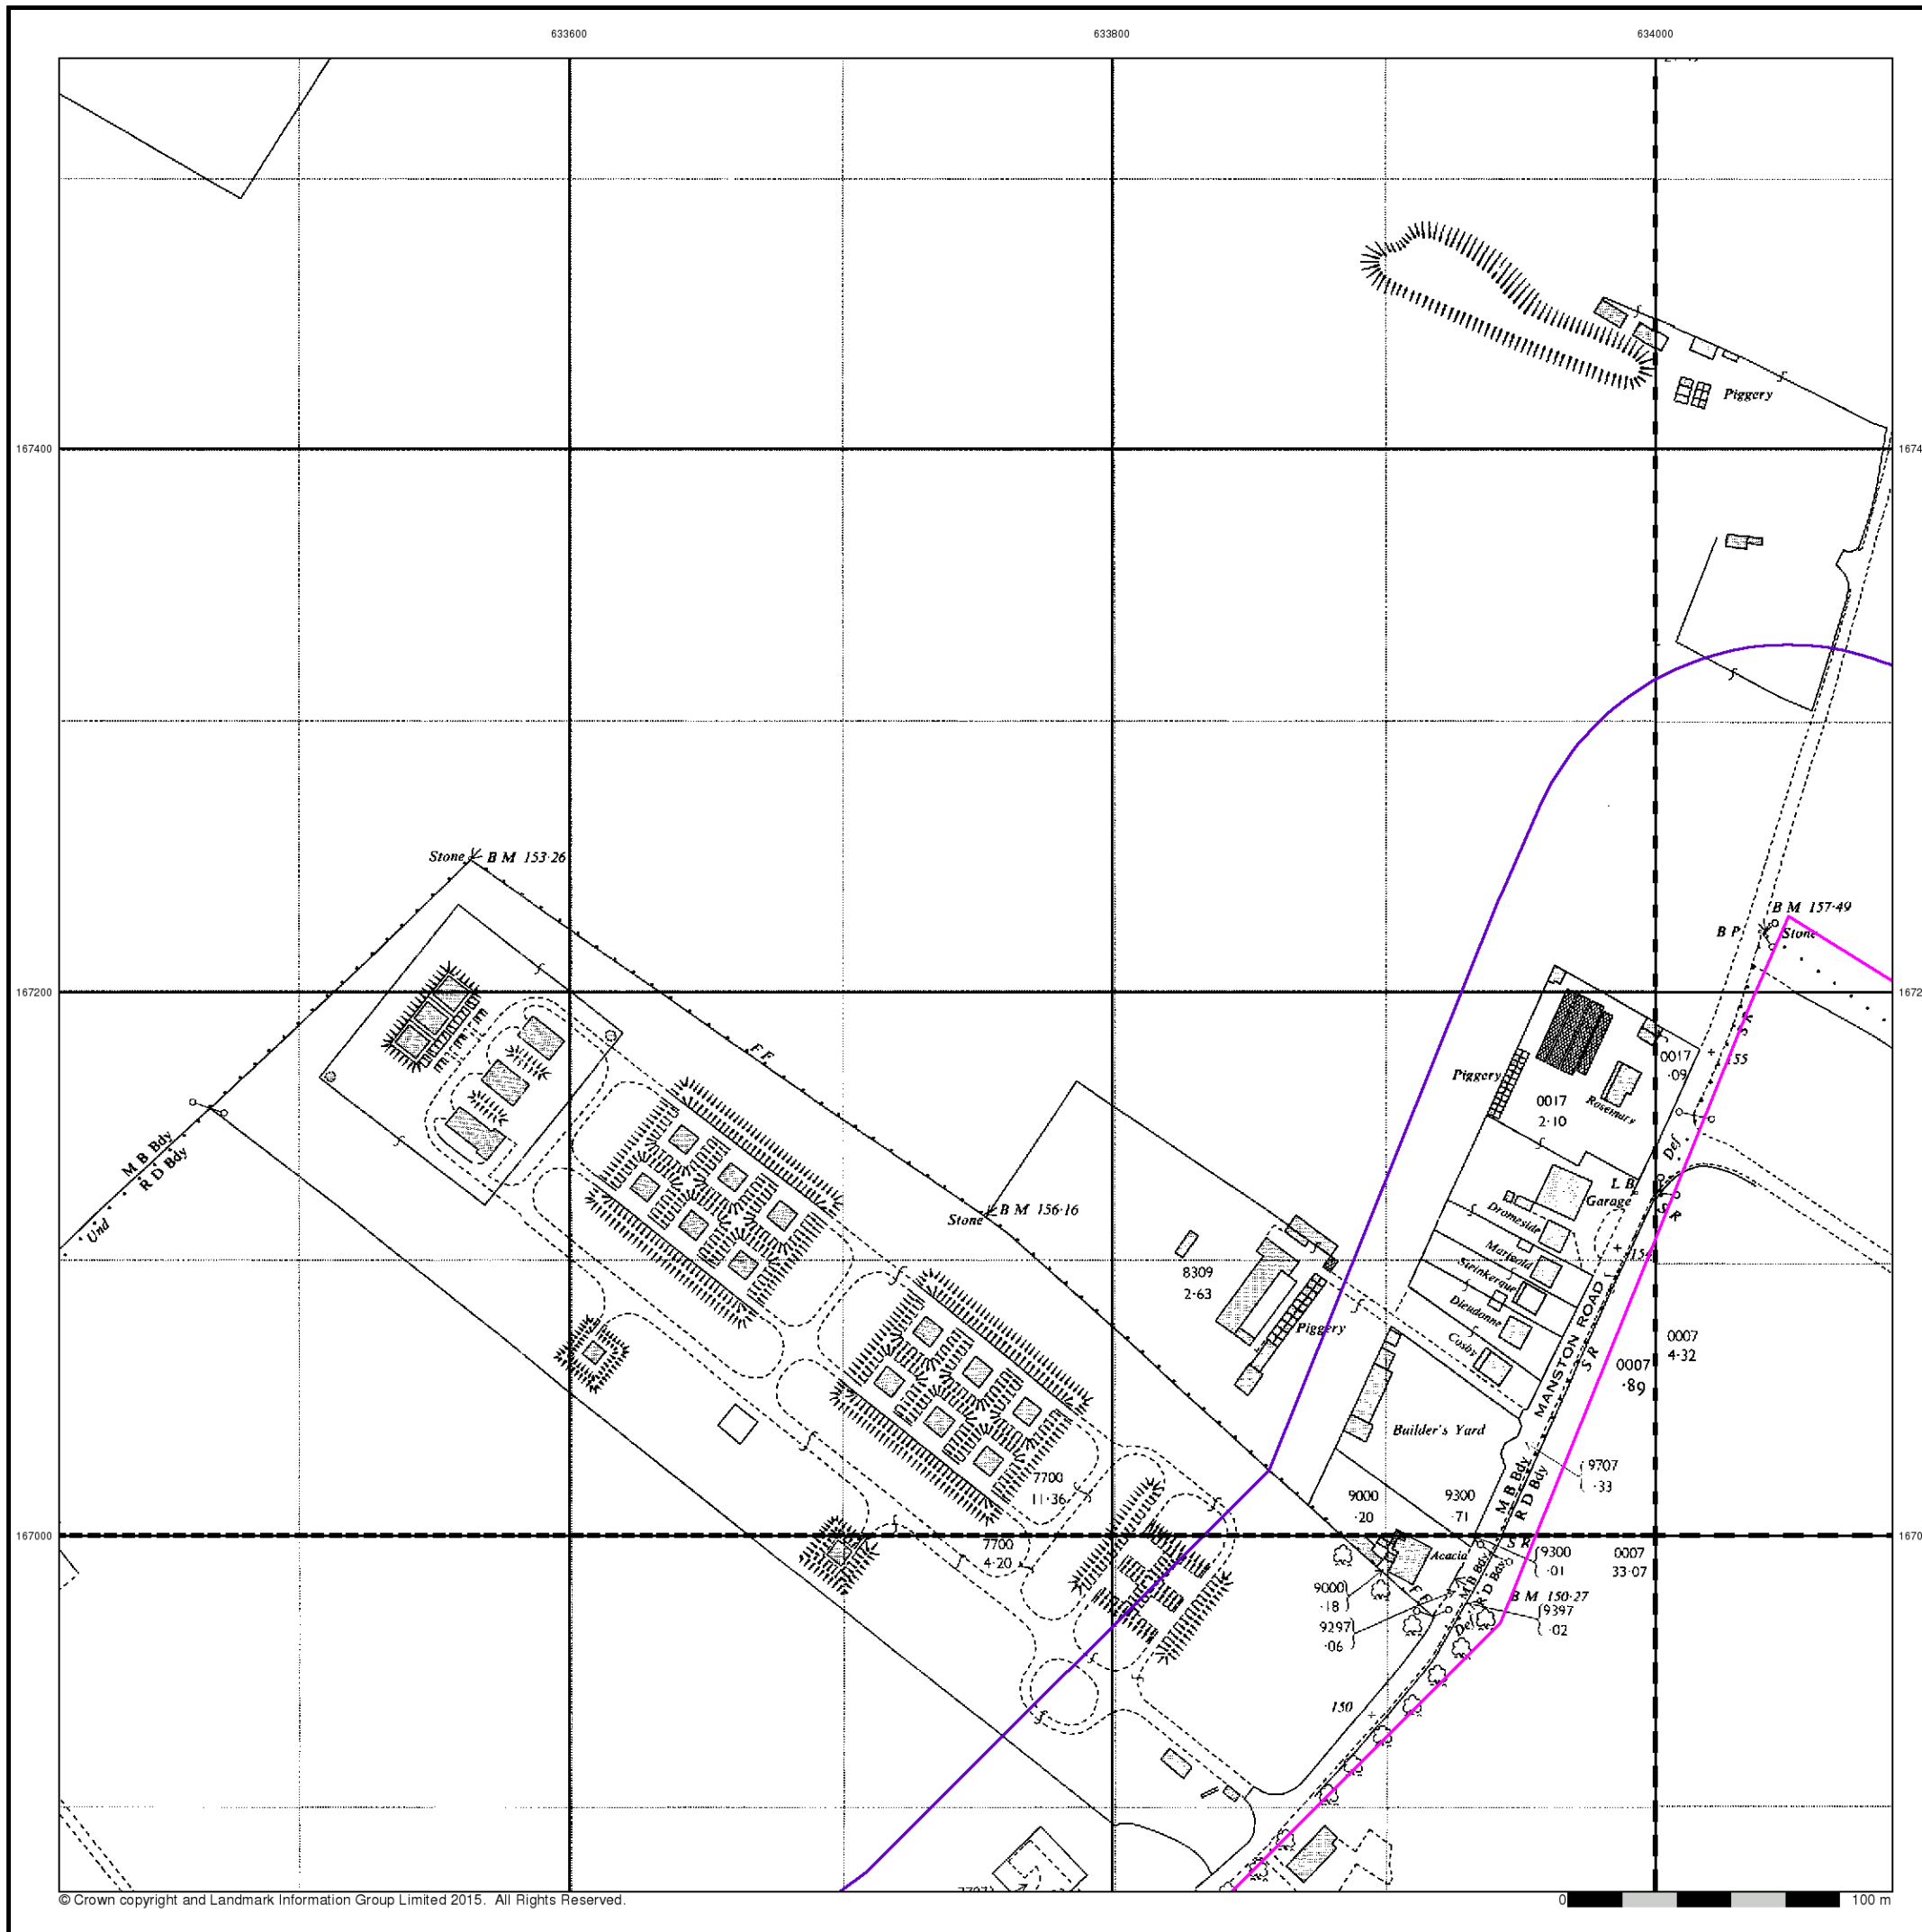 633600
633800
634000
Piggery
167400
Stone
B M 153·26
B M 157·49
B P
Stone
167200
F F
Piggery
0017
2·10
Rosemary
0017
·09
S R
155
M B Bdy
R D Bdy
Und
Def
L B
Garage
S R
Stone
B M 156·16
Dromeside
Marigold
Steinkerque
Dieudonne
Cosby
154
8309
2·63
Piggery
MANSTON ROAD
S R
0007
4·32
0007
·89
Builder's Yard
M B Bdy
R D Bdy
9707
·33
7700
11·36
9000
·20
9300
·71
167000
7700
4·20
S R
Acacia
9300
·01
0007
33·07
M B Bdy
R D Bdy
9000
·18
F F
B M 150·27
9297
·06
Def
9397
·02
150
© Crown copyright and Landmark Information Group Limited 2015. All Rights Reserved.
0
100 m